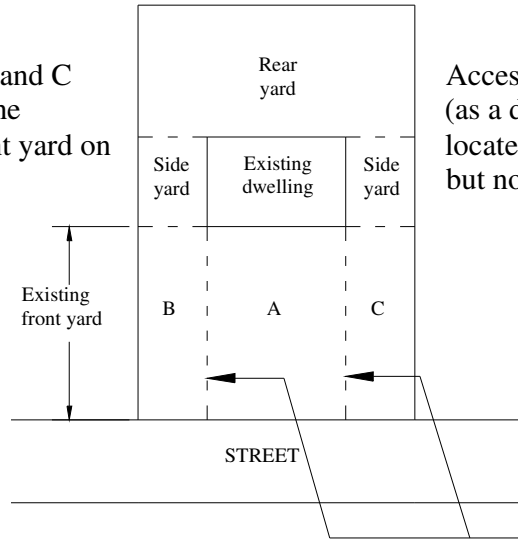 and C
nt yard on
Rear
yard
Acces
(as a d
locate
but no
Side
yard
Existing
dwelling
Side
yard
Existing
front yard
B
A
C
STREET